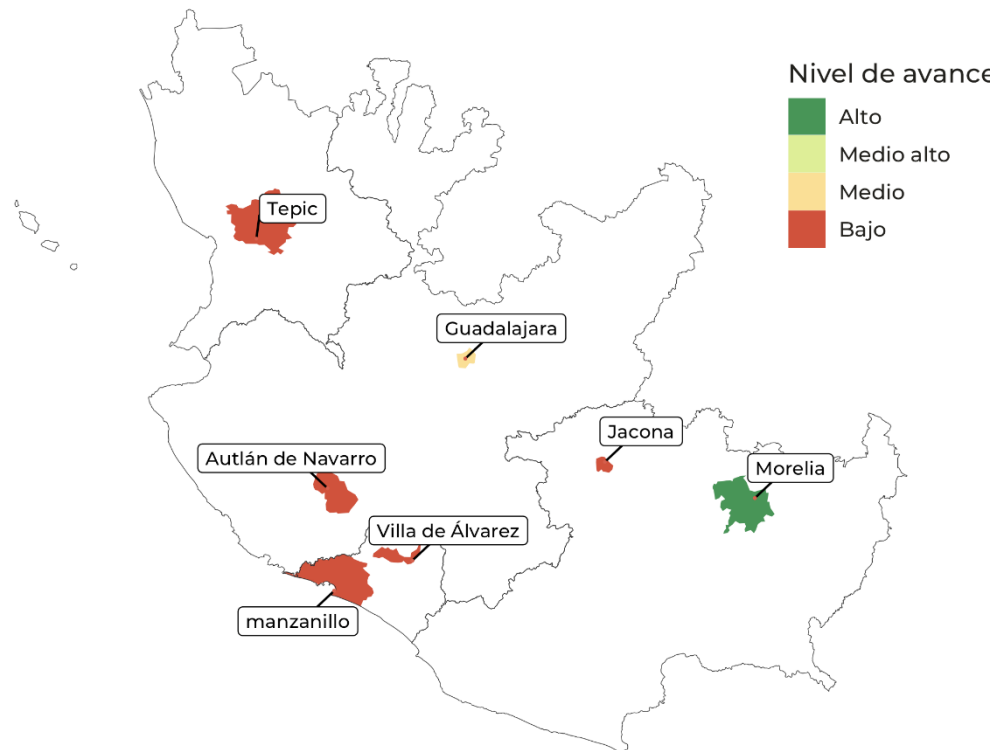 Nivel de avance
Alto
Medio alto
Medio
Bajo
Tepic
Guadalajara
Jacona
Autlán de Navarro
Morelia
Villa de Álvarez
manzanillo